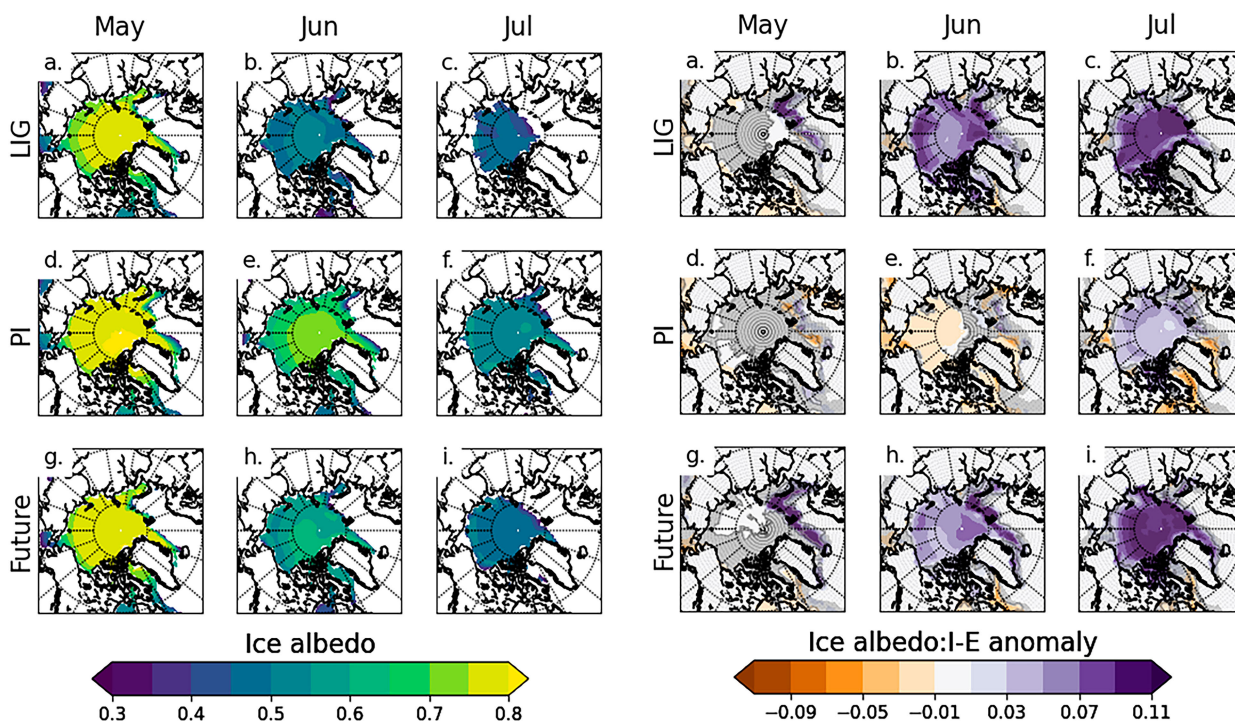 May Jun Jul May Jun Jul
LIG a. b. c. LIG a. b. c.
PI d. e. f. PI d. e. f.
Future g. h. i. Future g. h. i.
Ice albedo Ice albedo:I-E anomaly
0.3 0.4 0.5 0.6 0.7 0.8 −0.09 −0.05 −0.01 0.03 0.07 0.11